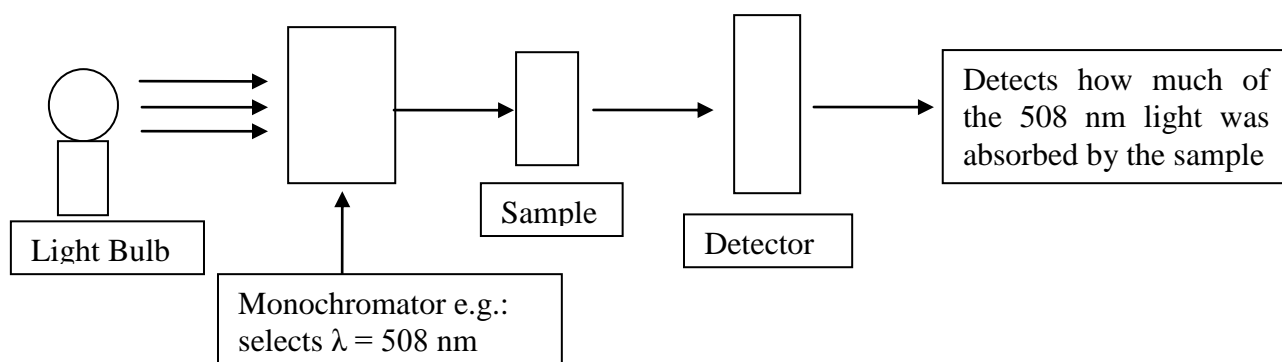 Light Bulb
Monochromator e.g.:
selects λ = 508 nm
Sample
Detector
Detects how much of
the 508 nm light was
absorbed by the sample